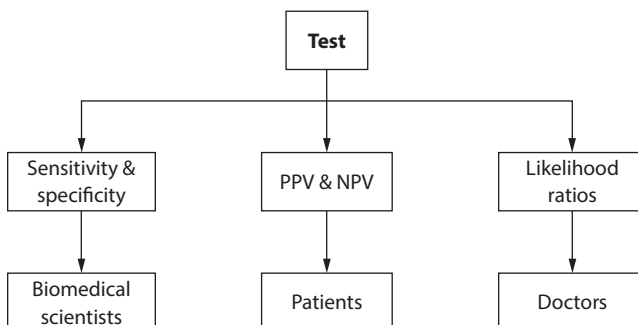 Test
Sensitivity &
specificity
PPV & NPV
Likelihood
ratios
Biomedical
scientists
Patients
Doctors